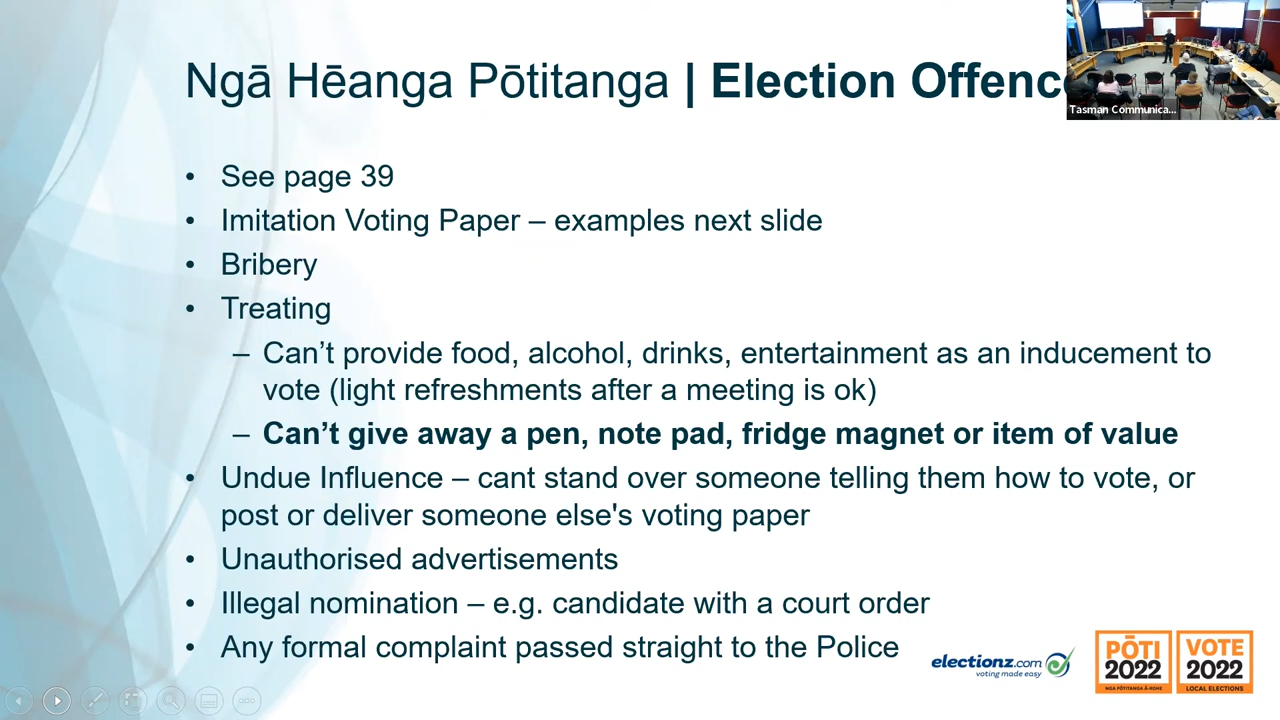 Ngā Hēanga Pōtitanga | Election Offenc
Tasman Communica...
• See page 39
• Imitation Voting Paper – examples next slide
• Bribery
• Treating
– Can’t provide food, alcohol, drinks, entertainment as an inducement to
vote (light refreshments after a meeting is ok)
– Can’t give away a pen, note pad, fridge magnet or item of value
• Undue Influence – cant stand over someone telling them how to vote, or
post or deliver someone else's voting paper
• Unauthorised advertisements
• Illegal nomination – e.g. candidate with a court order
• Any formal complaint passed straight to the Police
electionz.com
voting made easy
PŌTI
2022
NGA PŌTITANGA Ā-ROHE
VOTE
2022
LOCAL ELECTIONS